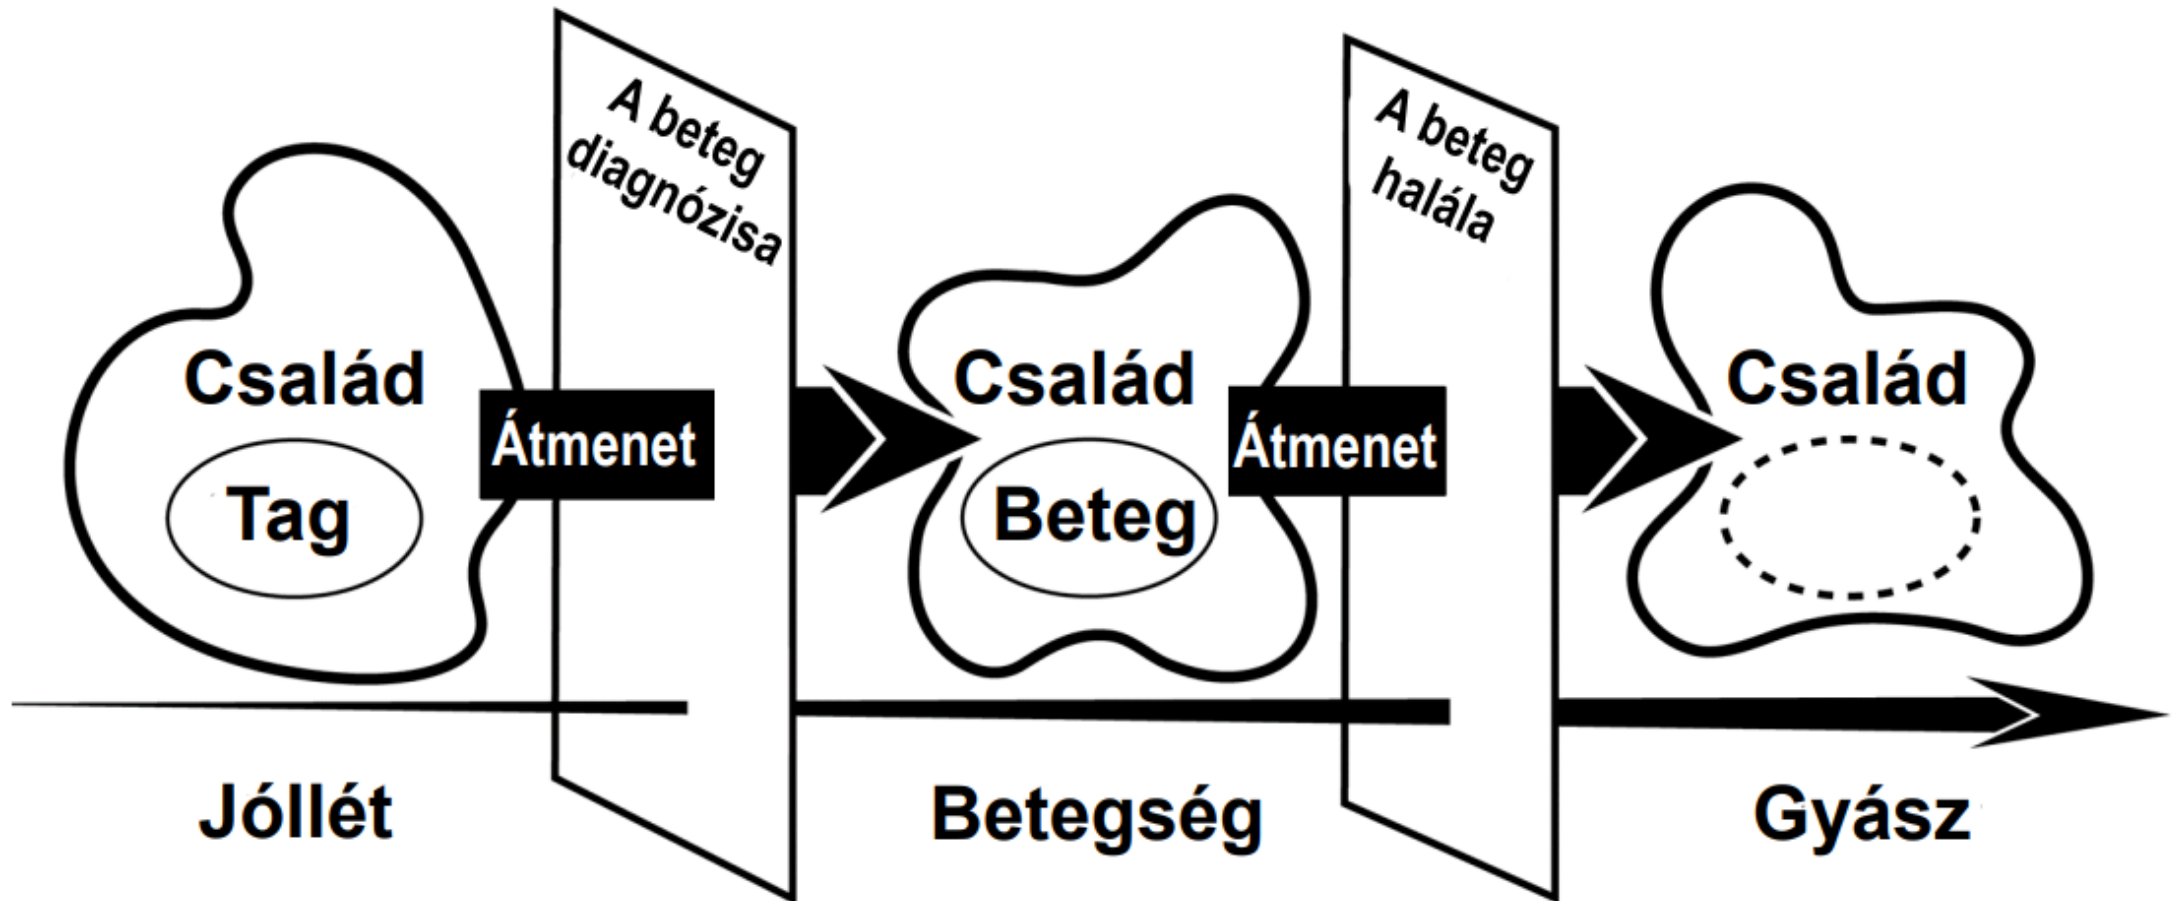 A beteg
diagnózisa
A beteg
halála
Család
Tag
Átmenet
Család
Beteg
Átmenet
Család
Jóllét
Betegség
Gyász